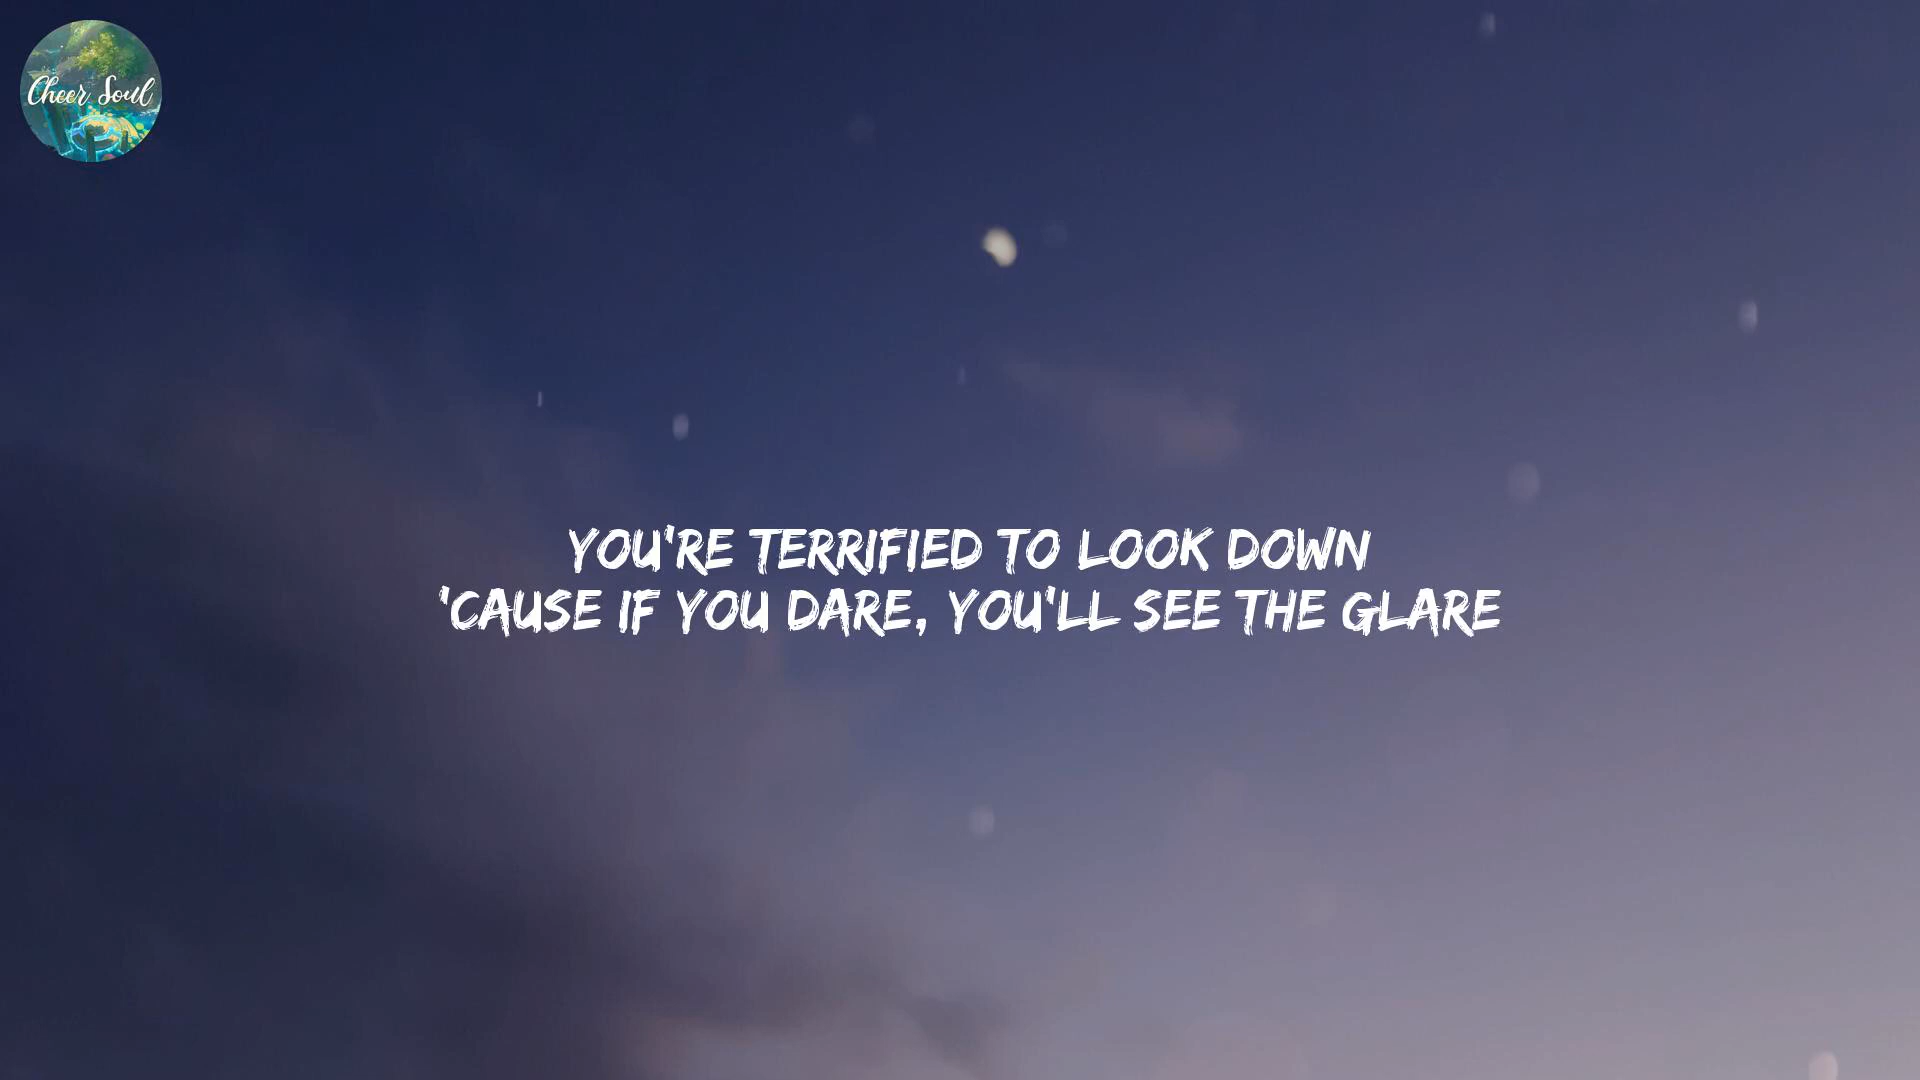 Cheer Soul
YOU'RE TERRIFIED TO LOOK DOWN
'CAUSE IF YOU DARE, YOU'LL SEE THE GLARE